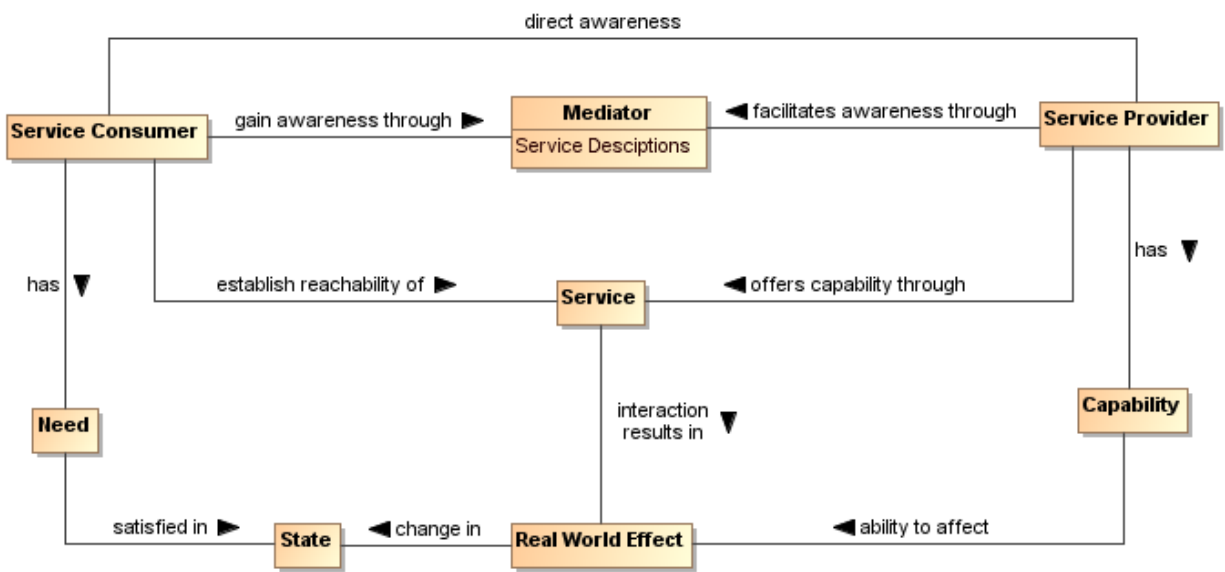 direct awareness
Service Consumer
gain awareness through
Mediator
Service Desciptions
facilitates awareness through
Service Provider
has
has
establish reachability of
Service
offers capability through
Need
interaction
results in
Capability
satisfied in
State
change in
Real World Effect
ability to affect